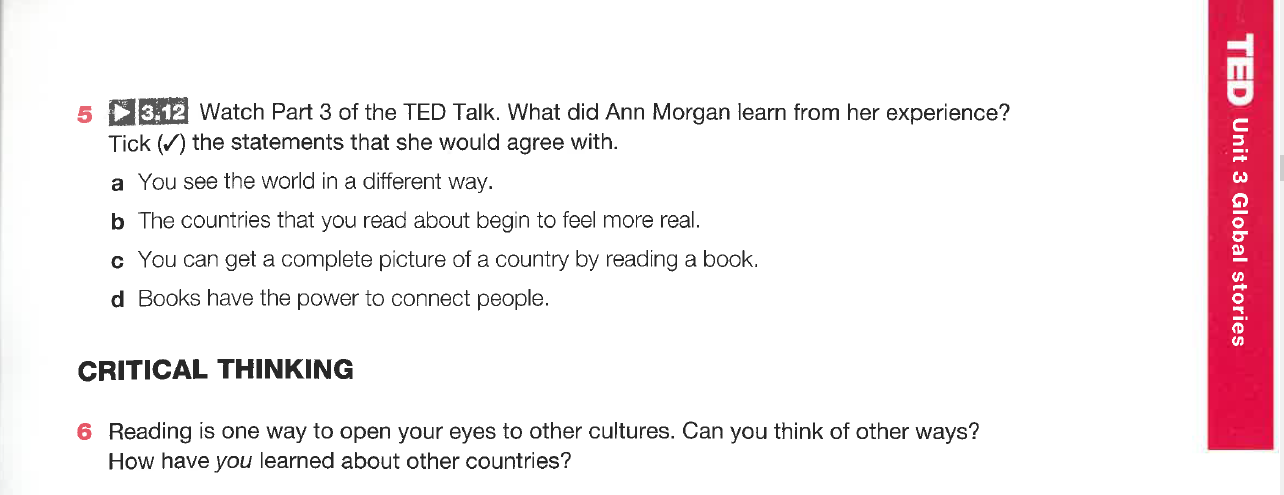 5 ▷ 3.12 Watch Part 3 of the TED Talk. What did Ann Morgan learn from her experience?
Tick (✓) the statements that she would agree with.
a You see the world in a different way.
b The countries that you read about begin to feel more real.
c You can get a complete picture of a country by reading a book.
d Books have the power to connect people.
CRITICAL THINKING
6 Reading is one way to open your eyes to other cultures. Can you think of other ways?
How have you learned about other countries?
TED Unit 3 Global stories